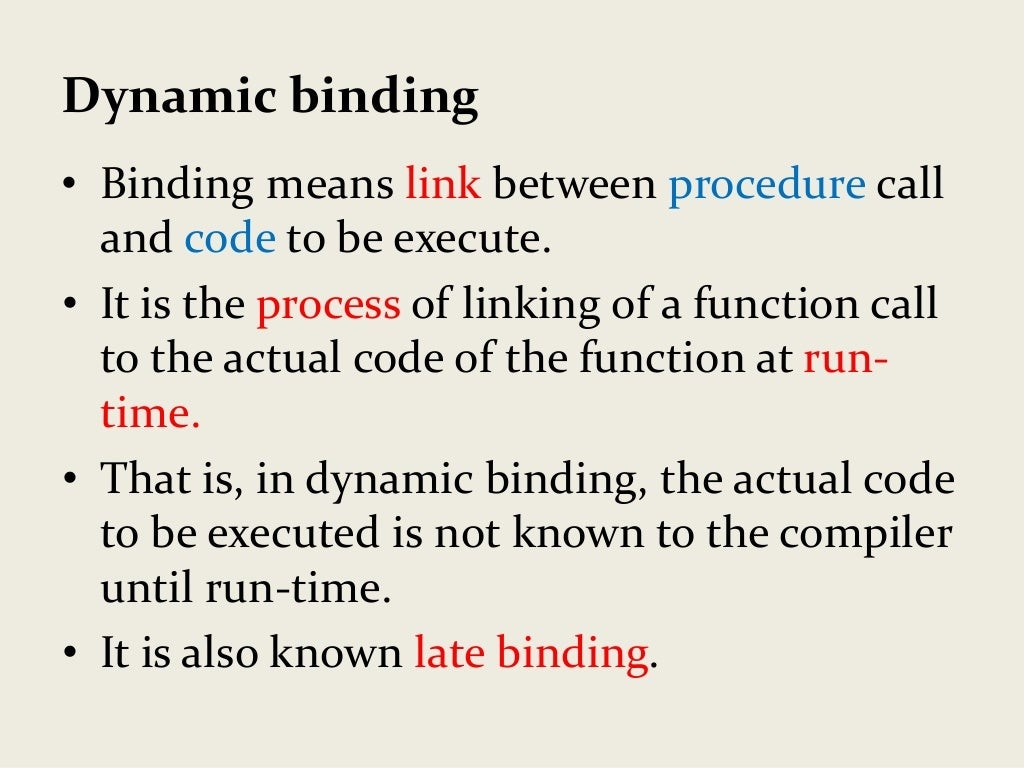 Dynamic binding
• Binding means link between procedure call
and code to be execute.
• It is the process of linking of a function call
to the actual code of the function at run-
time.
• That is, in dynamic binding, the actual code
to be executed is not known to the compiler
until run-time.
• It is also known late binding.